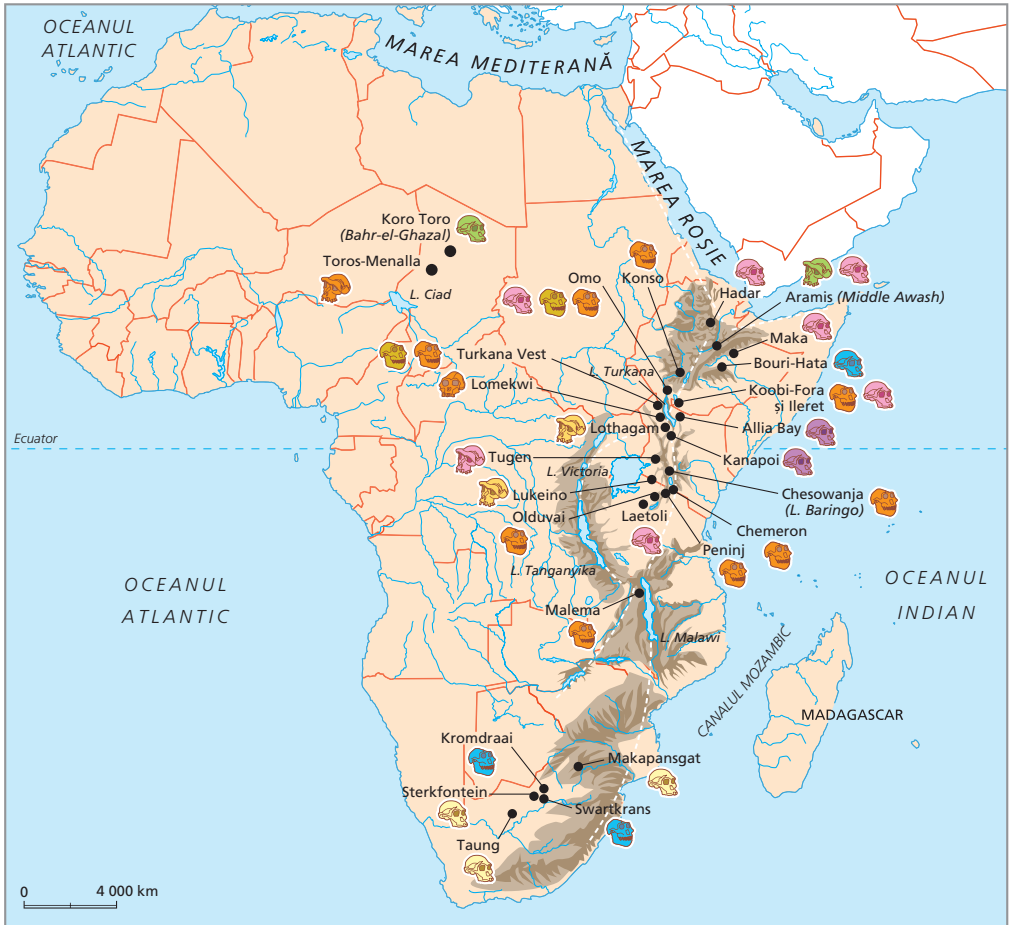 OCEANUL
ATLANTIC
MAREA MEDITERANĂ
MAREA ROȘIE
Koro Toro
(Bahr-el-Ghazal)
Toros-Menalla
L. Ciad
Omo
Konso
Hadar
Aramis (Middle Awash)
Maka
Bouri-Hata
Turkana Vest
L. Turkana
Lomekwi
Koobi-Fora
și Ileret
Lothagam
Allia Bay
Ecuator
Kanapoi
Tugen
L. Victoria
Lukeino
Chesowanja
(L. Baringo)
Olduvai
Laetoli
Chemeron
Peninj
L. Tanganyika
OCEANUL
ATLANTIC
OCEANUL
INDIAN
Malema
L. Malawi
CANALUL MOZAMBIC
MADAGASCAR
Kromdraai
Makapansgat
Sterkfontein
Swartkrans
Taung
0 4 000 km